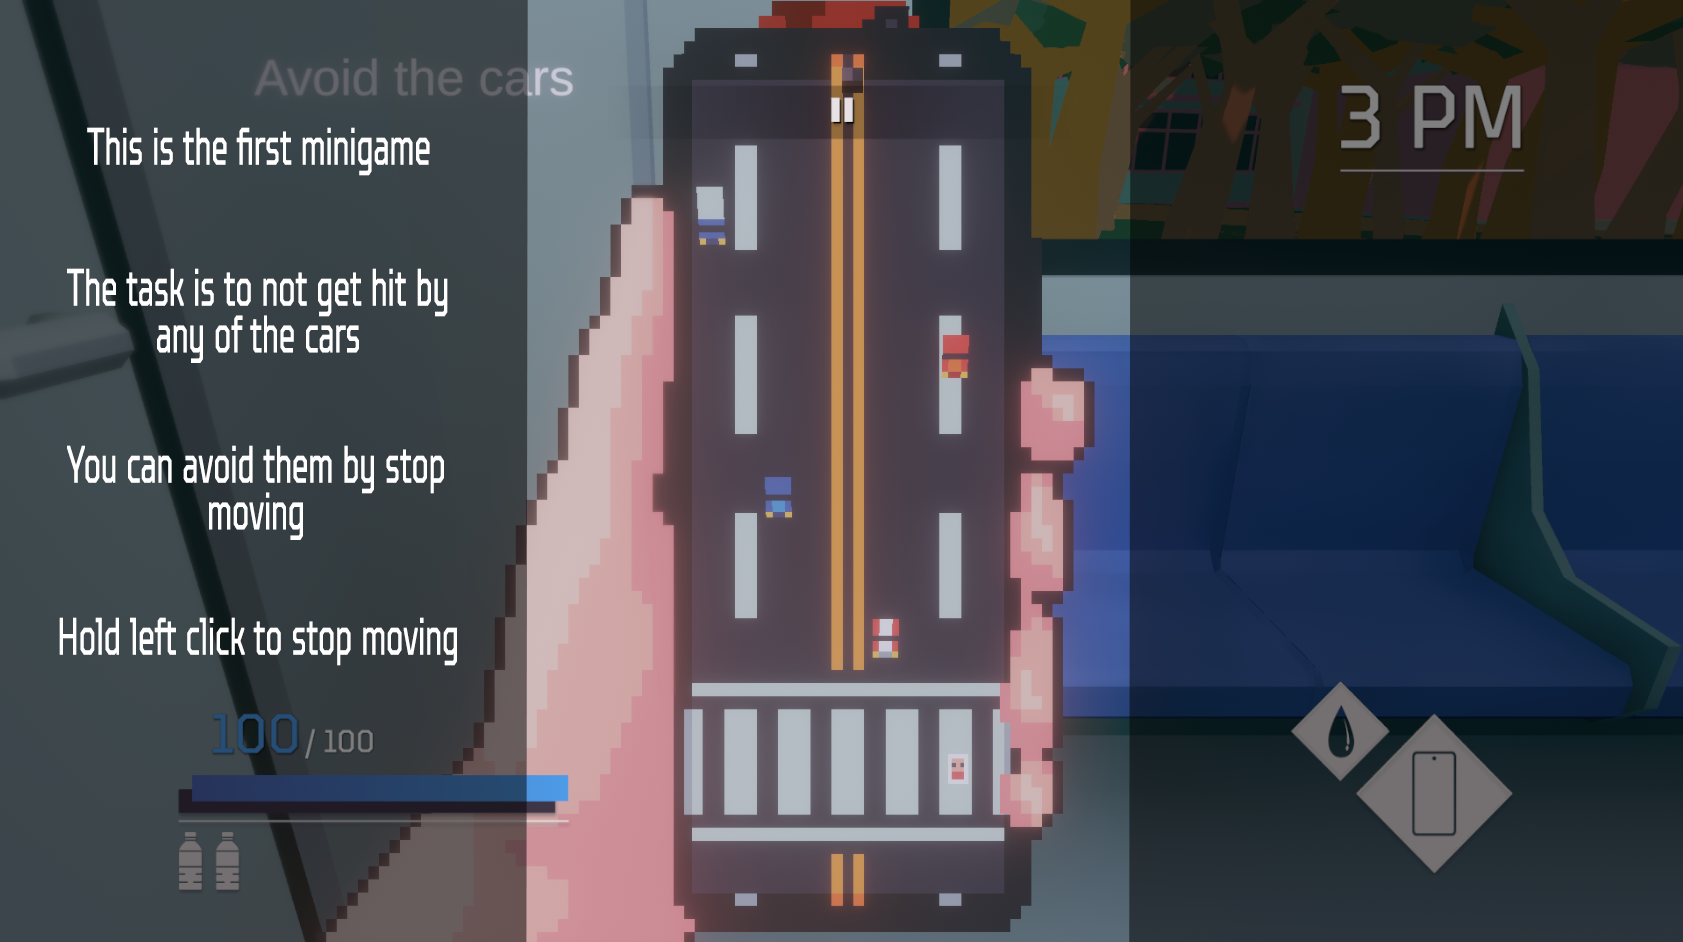 Avoid the cars
This is the first minigame
3 PM
The task is to not get hit by
any of the cars
You can avoid them by stop
moving
Hold left click to stop moving
100 / 100